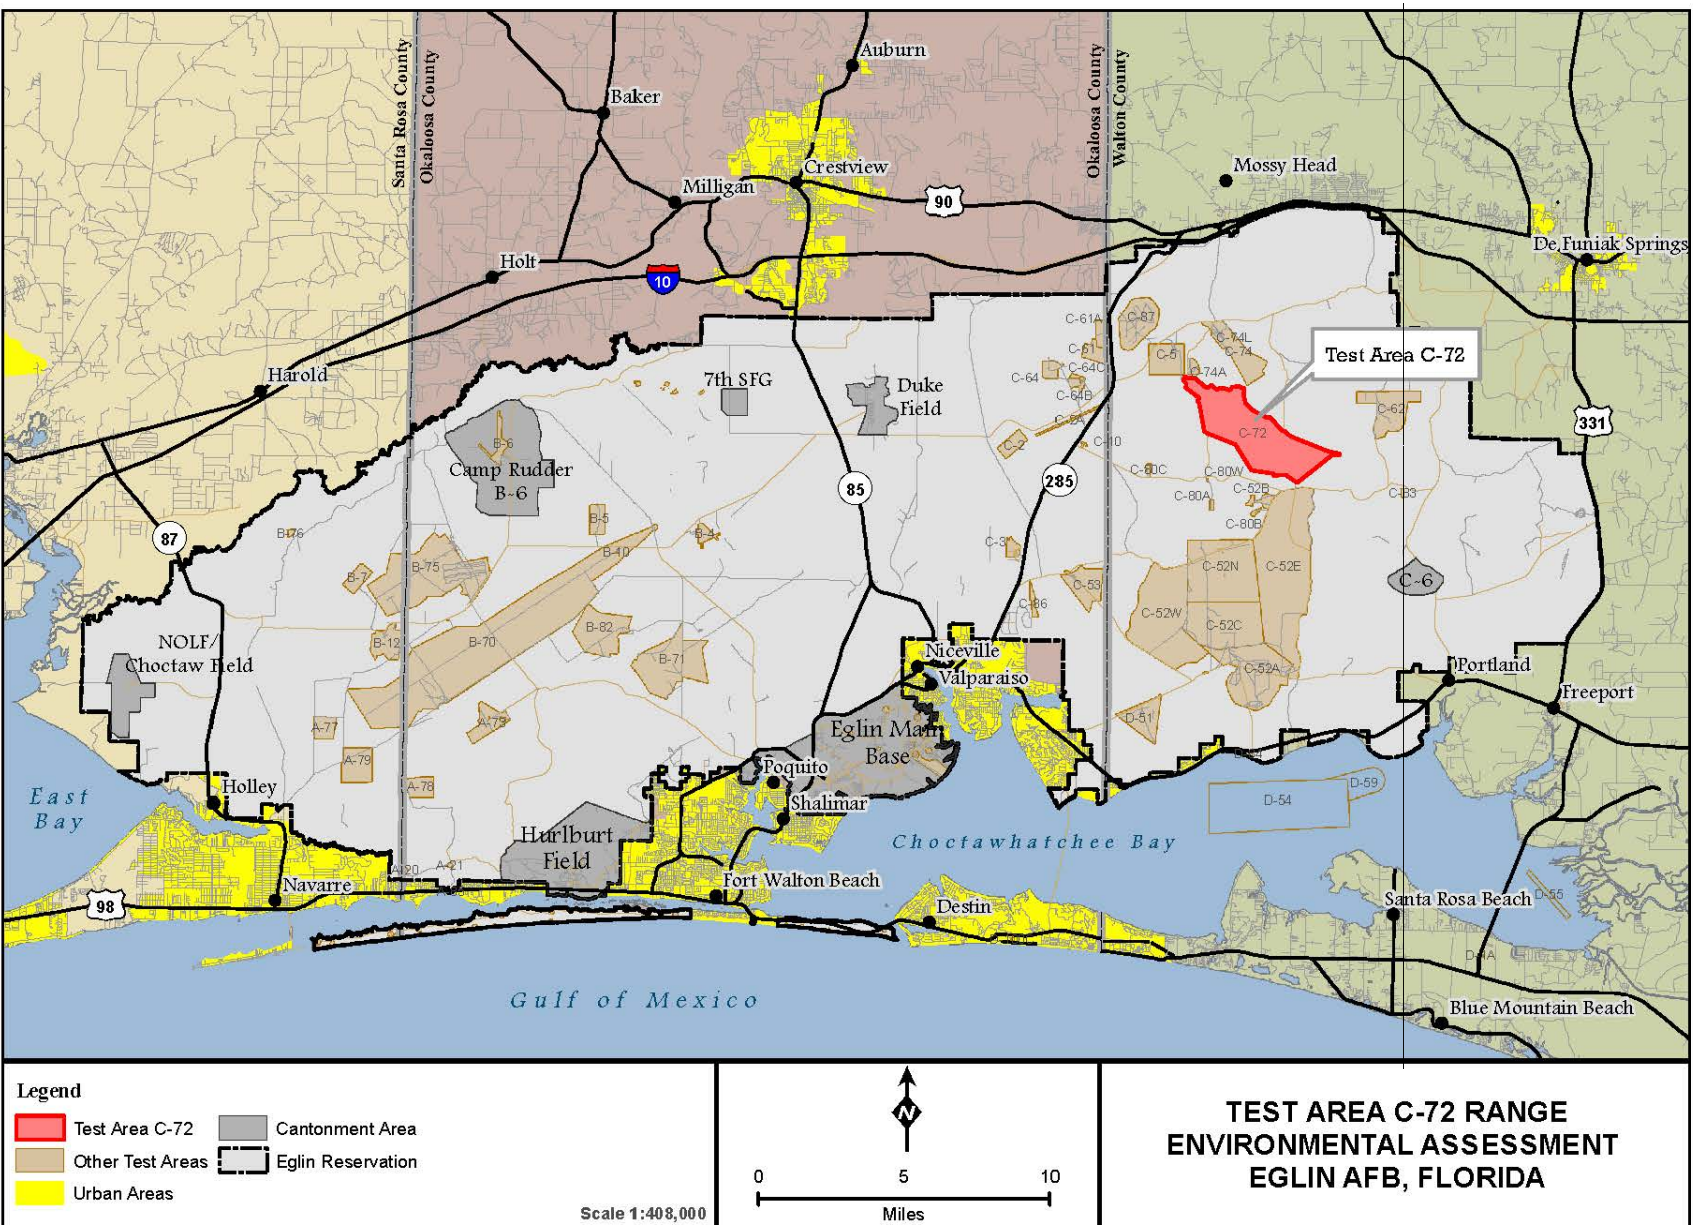 Santa Rosa County
Okaloosa County
Okaloosa County
Walton County
Auburn
Baker
Crestview
Milligan
90
Mossy Head
De Funiak Springs
Holt
10
Harold
7th SFG
Duke
Field
C-61A
C-87
C-61
C-5
C-74L
C-74
C-74A
Test Area C-72
C-64
C-64C
C-64B
C-62
331
B-6
Camp Rudder
B-6
C-2
C-10
C-72
85
285
C-80C
C-80W
C-80A
C-52B
C-80B
87
B-5
B-4
B-10
C-3
B-7
B-75
C-53
C-52N
C-52E
C-6
C-86
C-52W
C-52C
NOLF/
Choctaw Field
B-12
B-70
B-82
B-71
Niceville
Valparaiso
C-52A
Portland
Freeport
A-77
A-73
D-51
Eglin Main
Base
A-79
A-78
Poquito
Shalimar
East
Bay
Holley
D-54
D-59
Hurlburt
Field
Choctawhatchee Bay
A-21
Navarre
Fort Walton Beach
98
Destin
Santa Rosa Beach
D-55
Gulf of Mexico
Blue Mountain Beach
Legend
Test Area C-72
Cantonment Area
Other Test Areas
Eglin Reservation
Urban Areas
Scale 1:408,000
N
0 5 10
Miles
TEST AREA C-72 RANGE
ENVIRONMENTAL ASSESSMENT
EGLIN AFB, FLORIDA